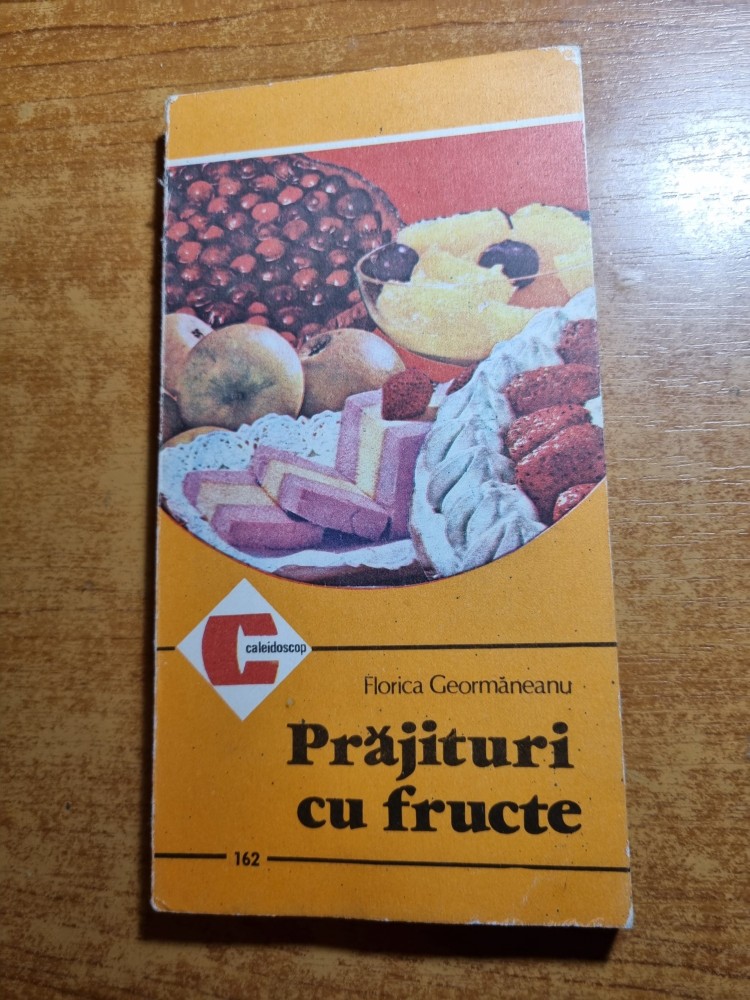 caleidoscop
Florica Geormăneanu
Prăjituri
cu fructe
162